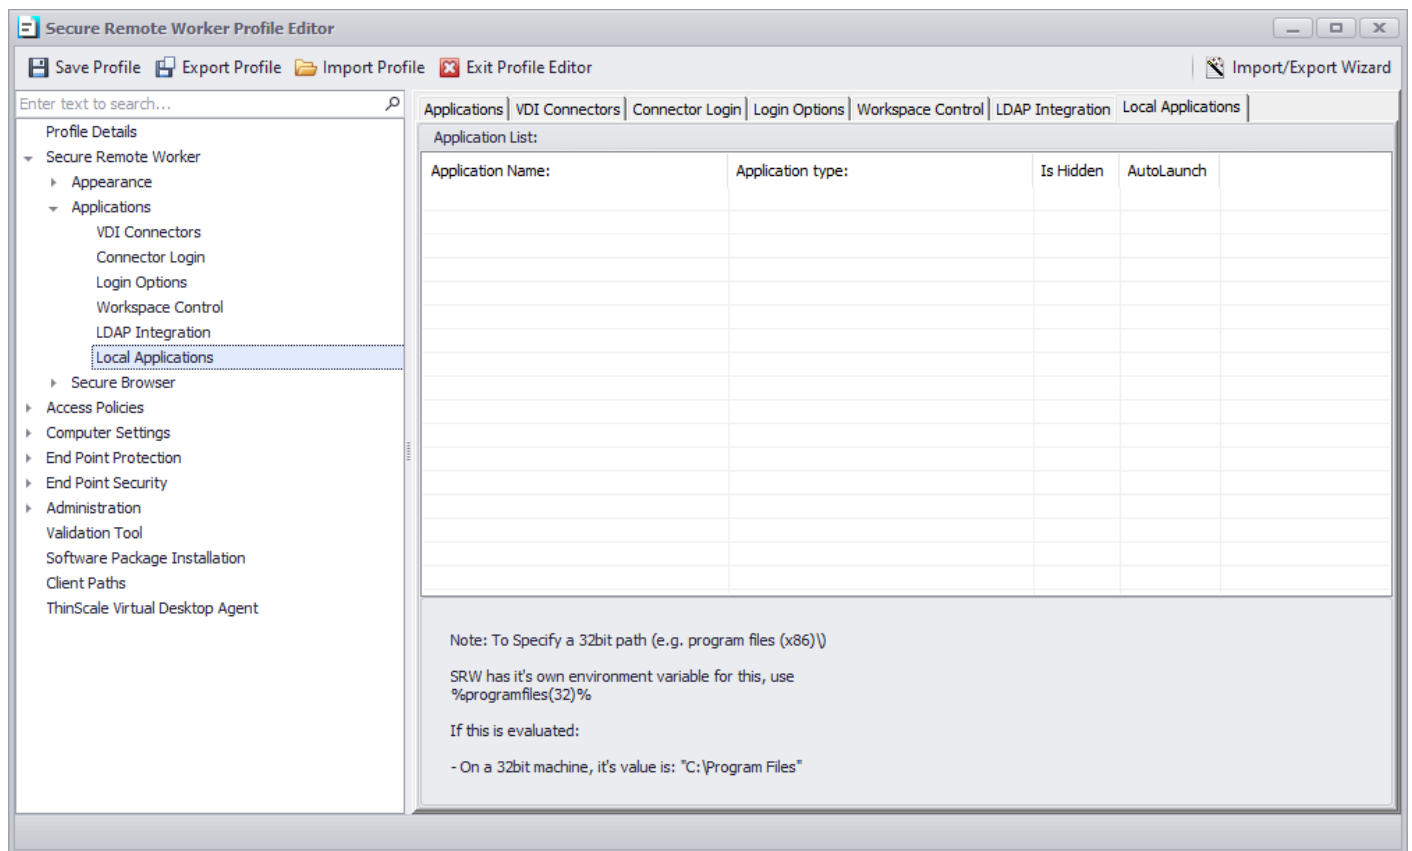 Secure Remote Worker Profile Editor
Save Profile Export Profile Import Profile Exit Profile Editor Import/Export Wizard
Enter text to search...
Profile Details
Secure Remote Worker
Appearance
Applications
VDI Connectors
Connector Login
Login Options
Workspace Control
LDAP Integration
Local Applications
Secure Browser
Access Policies
Computer Settings
End Point Protection
End Point Security
Administration
Validation Tool
Software Package Installation
Client Paths
ThinScale Virtual Desktop Agent
Applications VDI Connectors Connector Login Login Options Workspace Control LDAP Integration Local Applications
Application List:
Application Name: Application type: Is Hidden AutoLaunch
Note: To Specify a 32bit path (e.g. program files (x86)\)
SRW has it's own environment variable for this, use
%programfiles(32)%
If this is evaluated:
- On a 32bit machine, it's value is: "C:\Program Files"